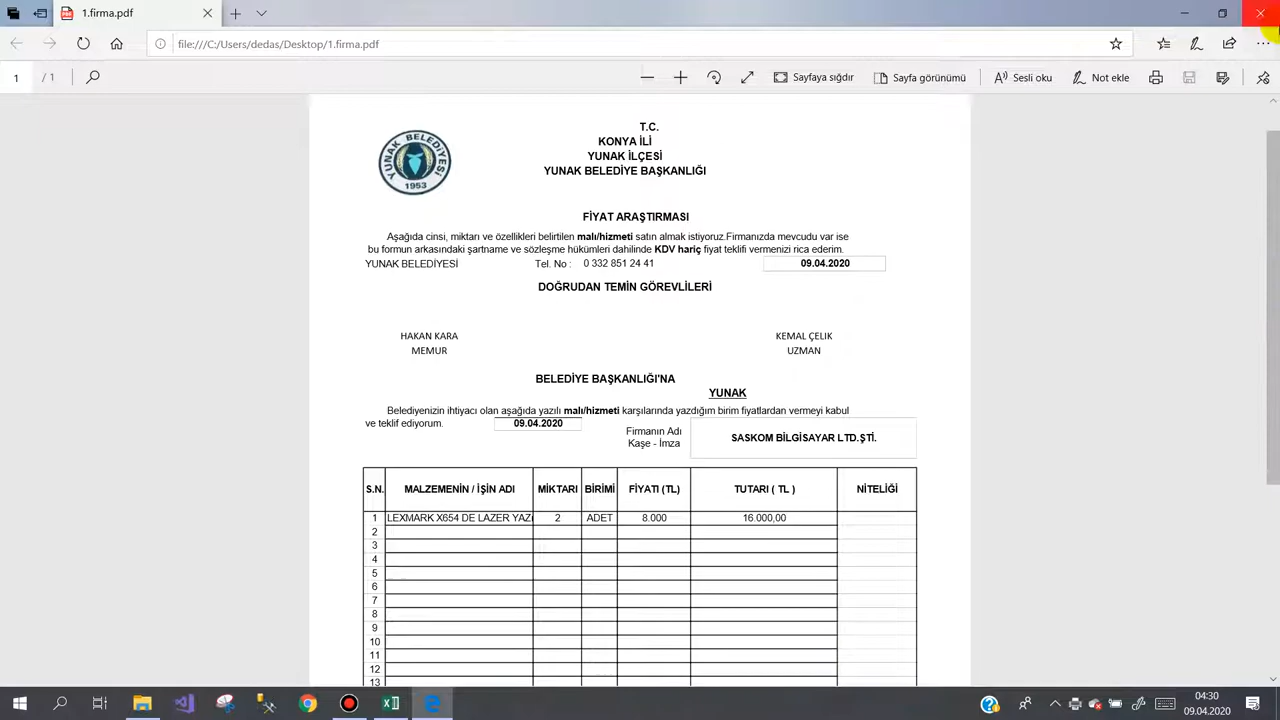 1.firma.pdf
file:///C:/Users/dedas/Desktop/1.firma.pdf
1 / 1
Sayfaya sığdır
Sayfa görünümü
Sesli oku
Not ekle
YUNAK BELEDİYESİ
1953
T.C.
KONYA İLİ
YUNAK İLÇESİ
YUNAK BELEDİYE BAŞKANLIĞI
FİYAT ARAŞTIRMASI
Aşağıda cinsi, miktarı ve özellikleri belirtilen malı/hizmeti satın almak istiyoruz.Firmanızda mevcudu var ise
bu formun arkasındaki şartname ve sözleşme hükümleri dahilinde KDV hariç fiyat teklifi vermenizi rica ederim.
YUNAK BELEDİYESİ Tel. No : 0 332 851 24 41 09.04.2020
DOĞRUDAN TEMİN GÖREVLİLERİ
HAKAN KARA KEMAL ÇELIK
MEMUR UZMAN
BELEDİYE BAŞKANLIĞI'NA
YUNAK
Belediyenizin ihtiyacı olan aşağıda yazılı malı/hizmeti karşılarında yazdığım birim fiyatlardan vermeyi kabul
ve teklif ediyorum. 09.04.2020
Firmanın Adı
Kaşe - İmza
SASKOM BİLGİSAYAR LTD.ŞTİ.
S.N. MALZEMENİN / İŞİN ADI MİKTARI BİRİMİ FİYATI (TL) TUTARI ( TL ) NİTELİĞİ
1 LEXMARK X654 DE LAZER YAZI 2 ADET 8.000 16.000,00
2
3
4
5
6
7
8
9
10
11
12
13
04:30
09.04.2020